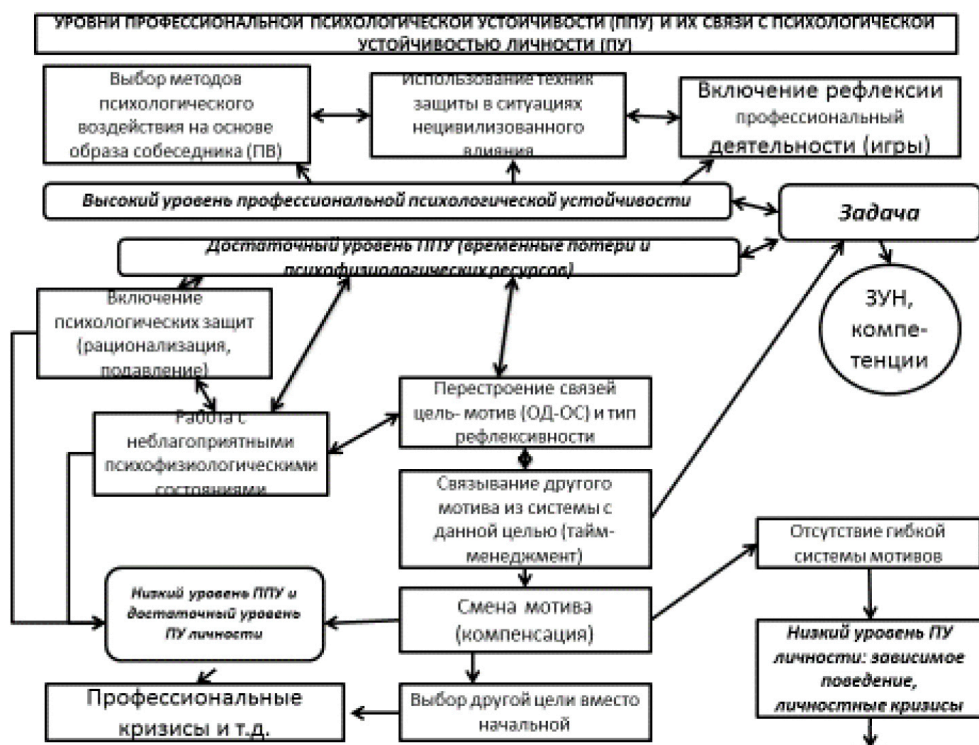 УРОВНИ ПРОФЕССИОНАЛЬНОЙ ПСИХОЛОГИЧЕСКОЙ УСТОЙЧИВОСТИ (ППУ) И ИХ СВЯЗИ С ПСИХОЛОГИЧЕСКОЙ
УСТОЙЧИВОСТЬЮ ЛИЧНОСТИ (ПУ)
Выбор методов
психологического
воздействия на основе
образа собеседника (ПВ)
Использование техник
защиты в ситуациях
нецивилизованного
влияния
Включение рефлексии
профессиональный
деятельности (игры)
Высокий уровень профессиональной психологической устойчивости
Задача
Достаточный уровень ППУ (временные потери и
психофизиологических ресурсов)
ЗУН,
компе-
тенции
Включение
психологических защит
(рационализация,
подавление)
Перестроение связей
цель- мотив (ОД-ОС) и тип
рефлексивности
Работа с
неблагоприятными
психофизиологическими
состояниями
Связывание другого
мотива из системы с
данной целью (тайм-
менеджмент)
Отсутствие гибкой
системы мотивов
Низкий уровень ППУ и
достаточный уровень
ПУ личности
Смена мотива
(компенсация)
Низкий уровень ПУ
личности: зависимое
поведение,
личностные кризисы
Профессиональные
кризисы и т.д.
Выбор другой цели вместо
начальной